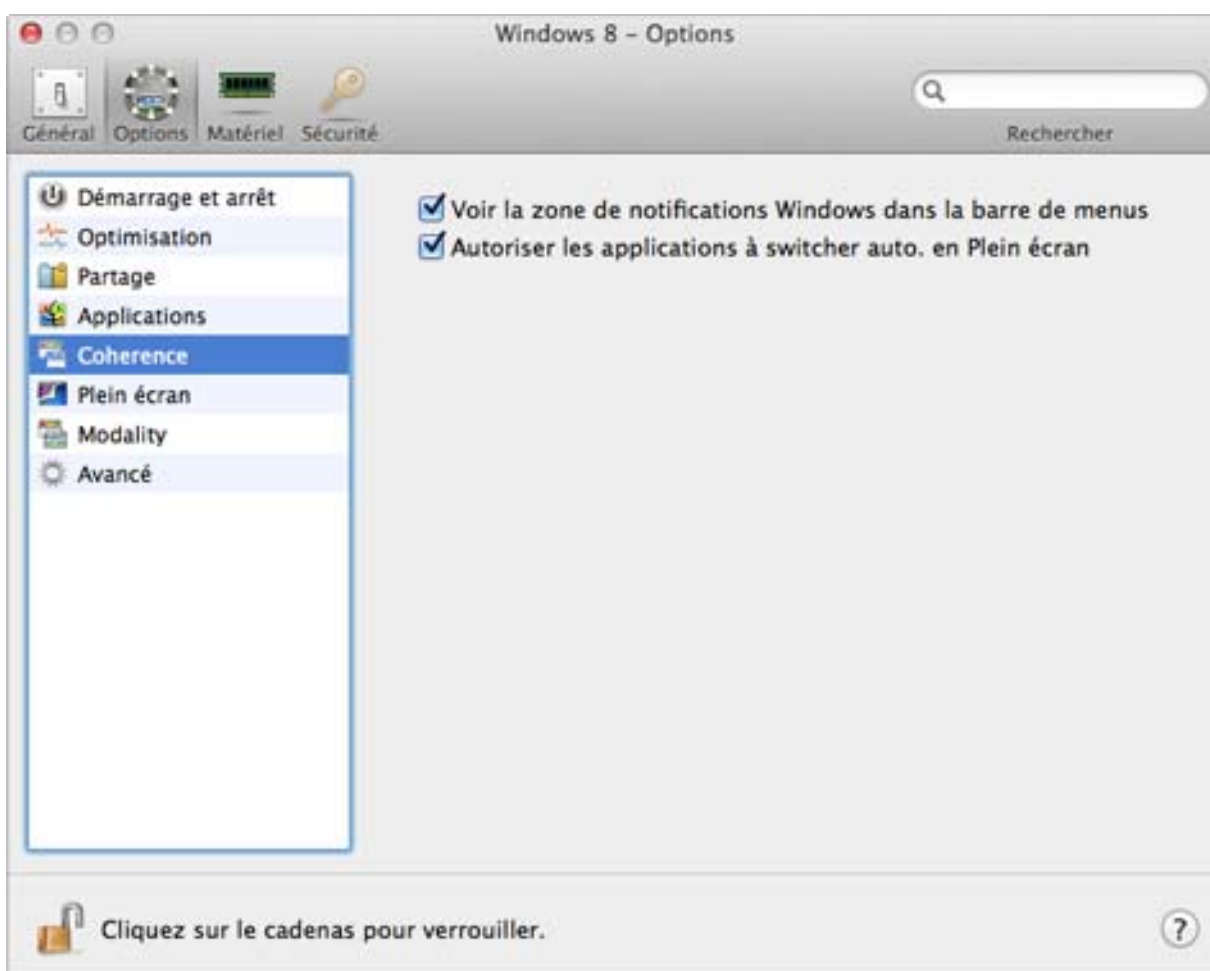 Windows 8 – Options
Général Options Matériel Sécurité
Rechercher
Démarrage et arrêt
Optimisation
Partage
Applications
Coherence
Plein écran
Modality
Avancé
Voir la zone de notifications Windows dans la barre de menus
Autoriser les applications à switcher auto. en Plein écran
Cliquez sur le cadenas pour verrouiller.
?